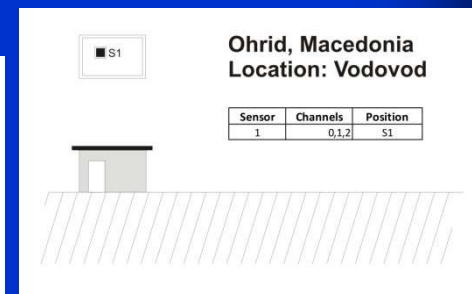 S1
Ohrid, Macedonia
Location: Vodovod
Sensor Channels Position
1 0,1,2 S1